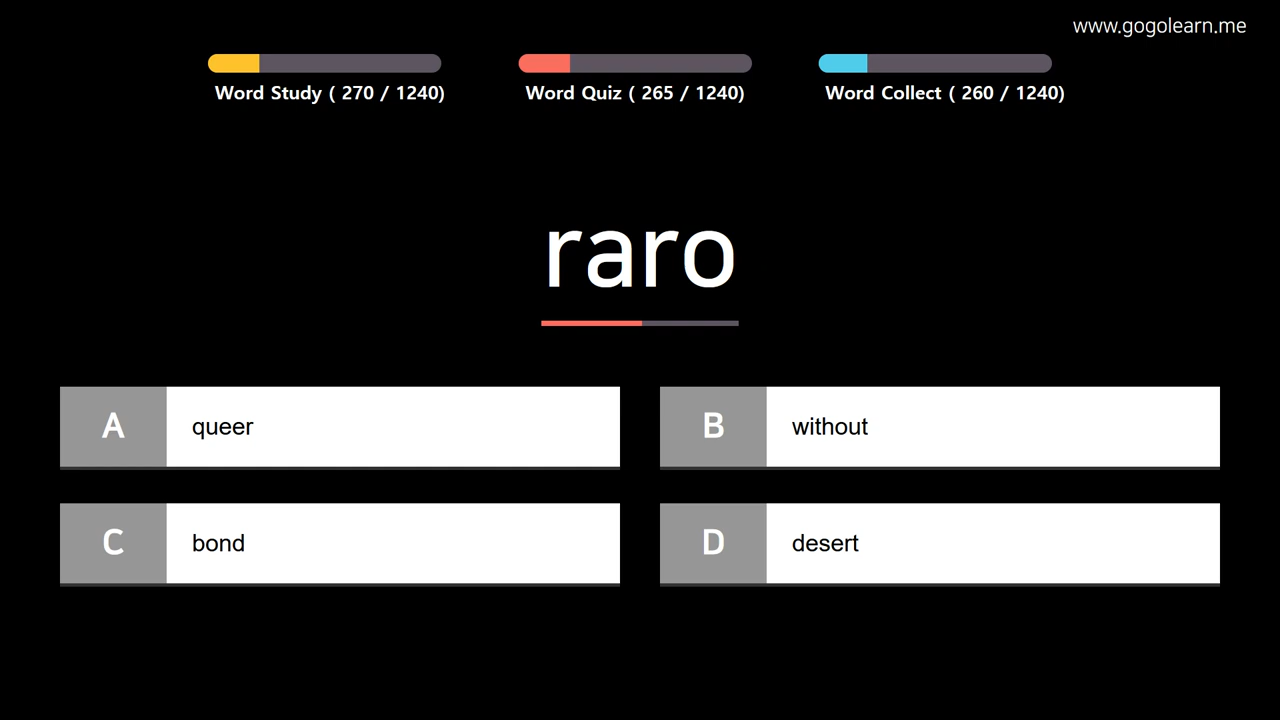 www.gogolearn.me
Word Study ( 270 / 1240)
Word Quiz ( 265 / 1240)
Word Collect ( 260 / 1240)
raro
A queer
B without
C bond
D desert